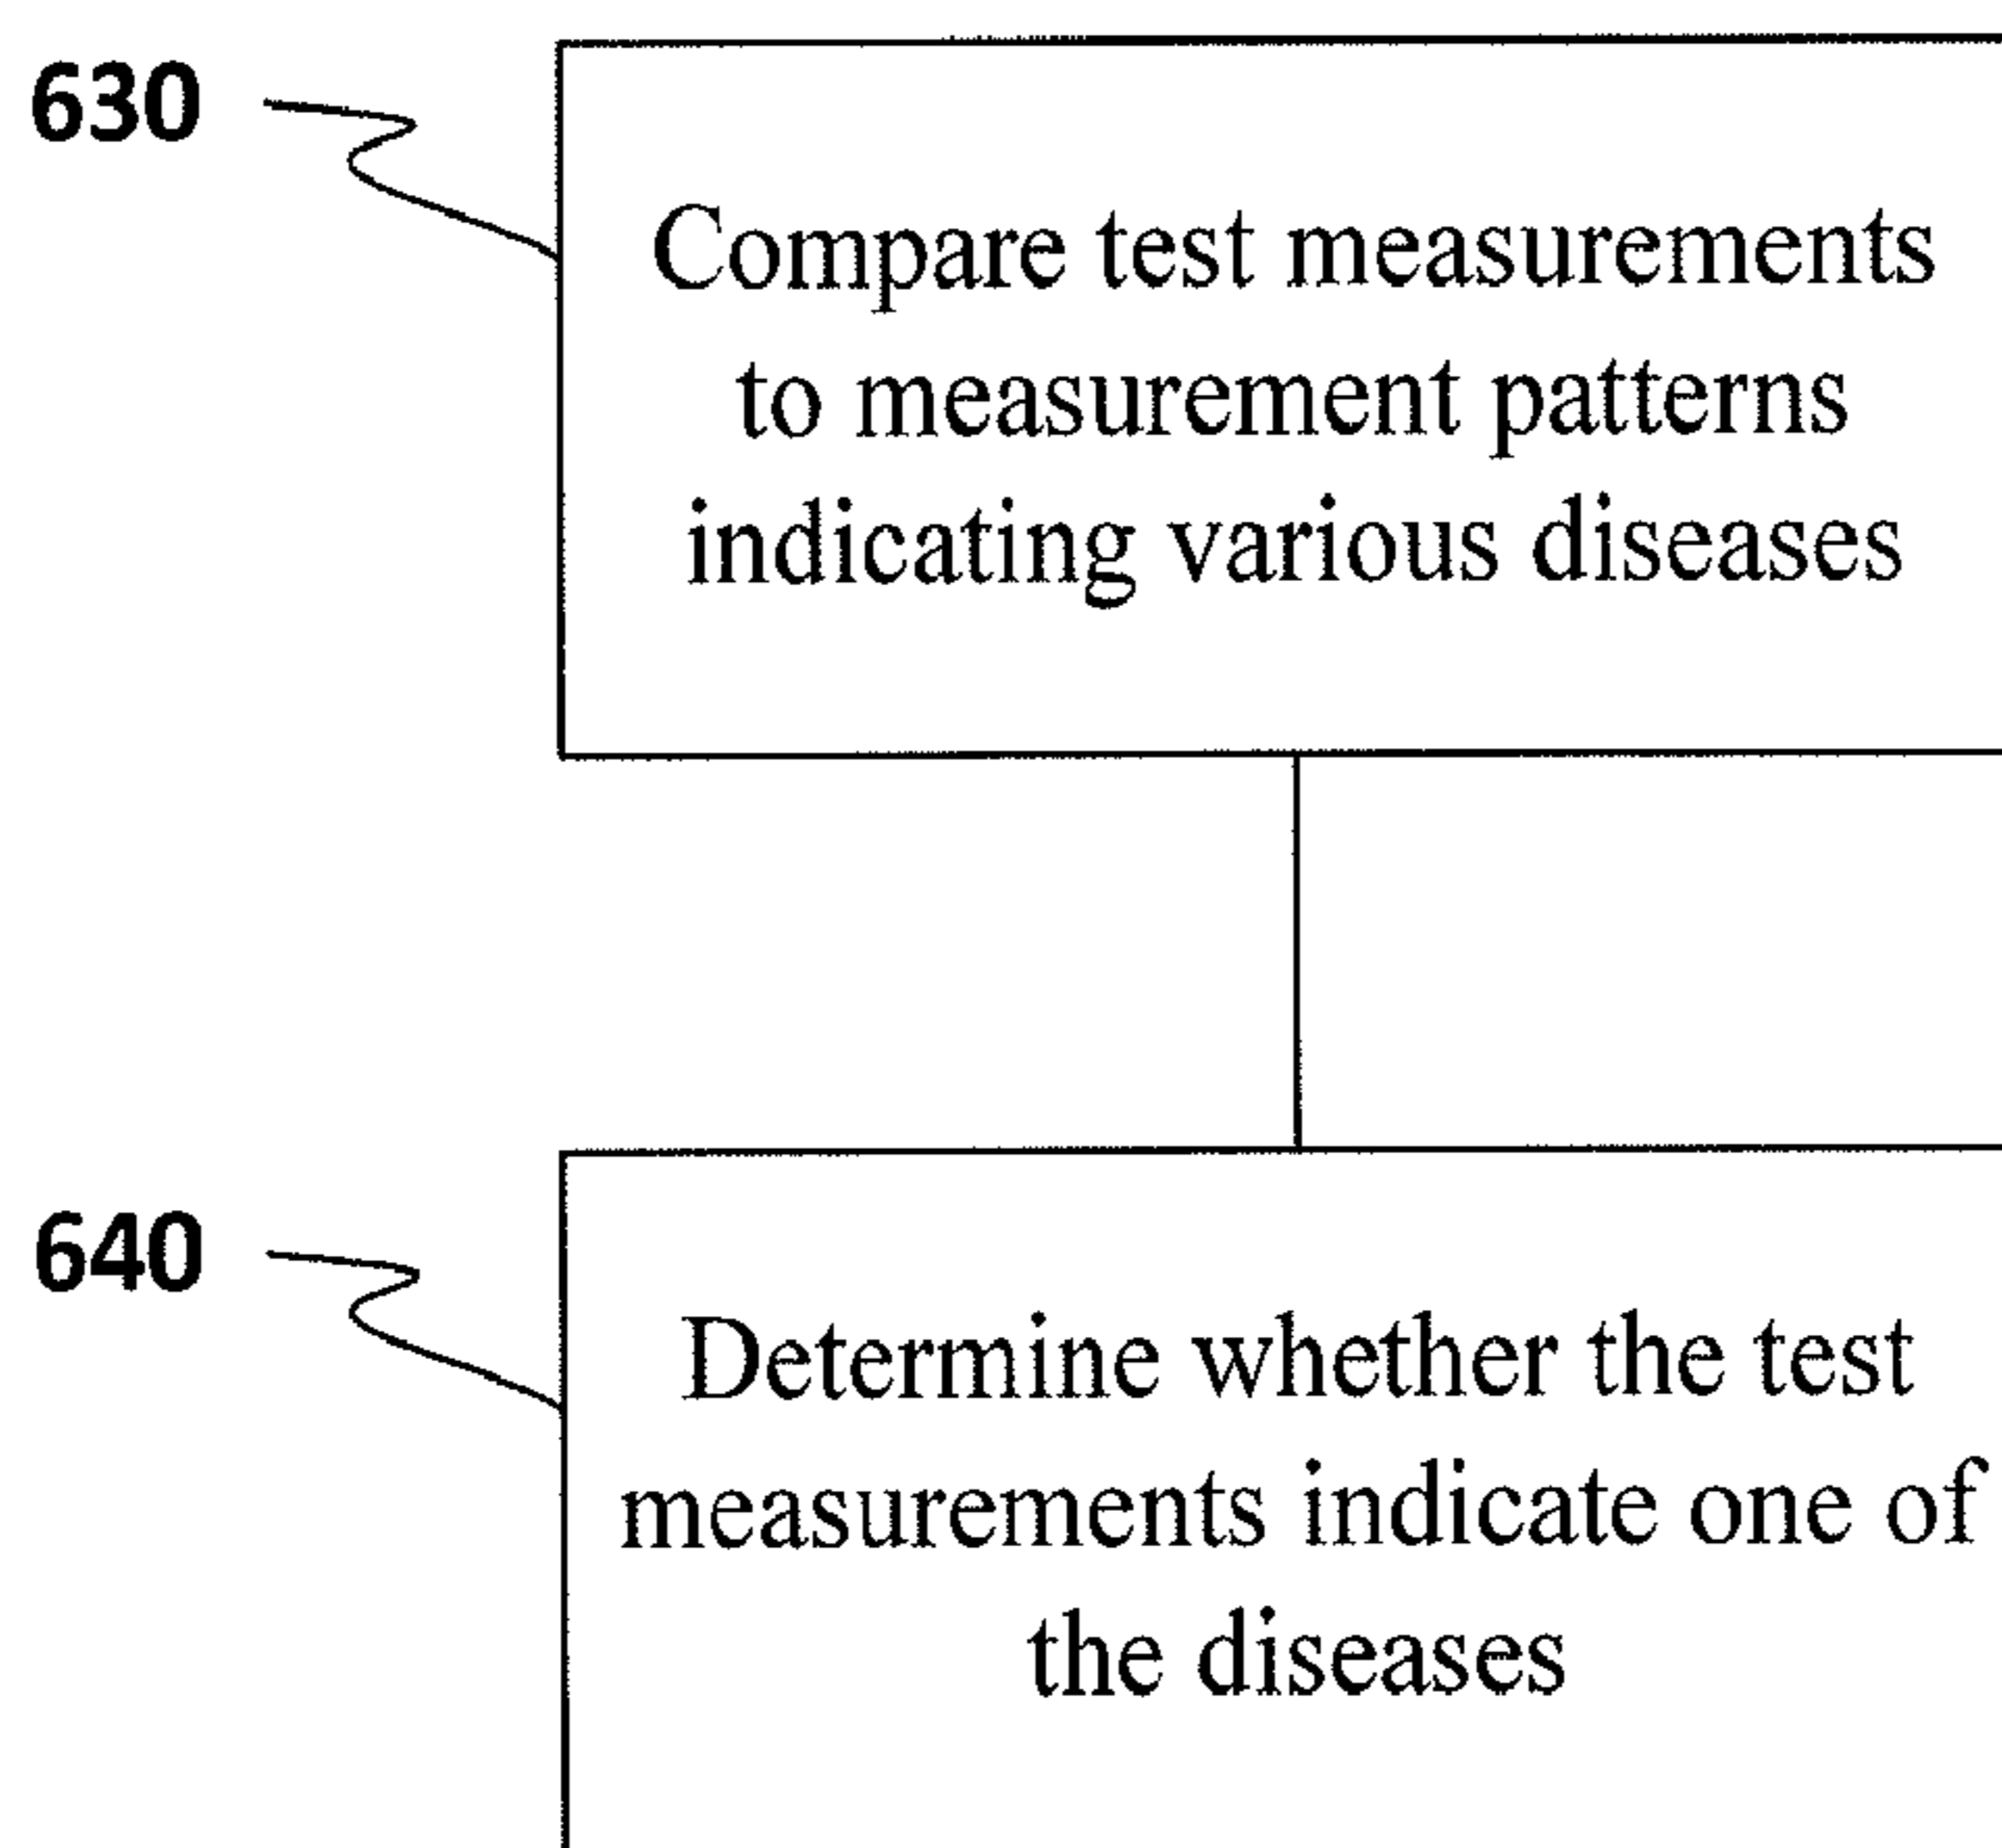 630
Compare test measurements
to measurement patterns
indicating various diseases
640
Determine whether the test
measurements indicate one of
the diseases